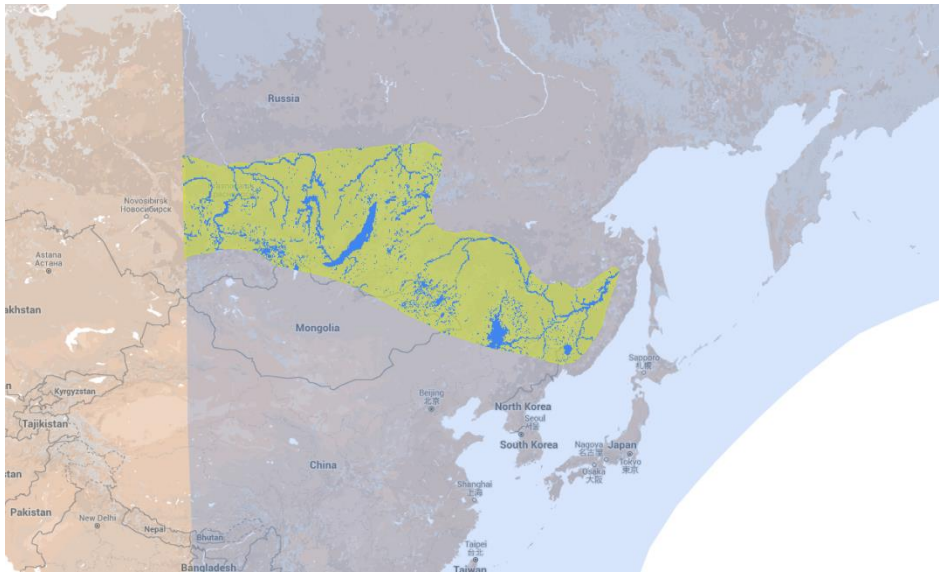 Russia
Novosibirsk
Новосибирск
Astana
Астана
akhstan
Mongolia
Sapporo
札幌
Kyrgyzstan
Beijing
北京
North Korea
Seoul
서울
Tajikistan
South Korea
Nagoya
名古屋
Japan
Tokyo
東京
Osaka
大阪
China
Shanghai
上海
tan
Pakistan
New Delhi
Nepal
Bhutan
Taipei
台北
Bangladesh
Taiwan